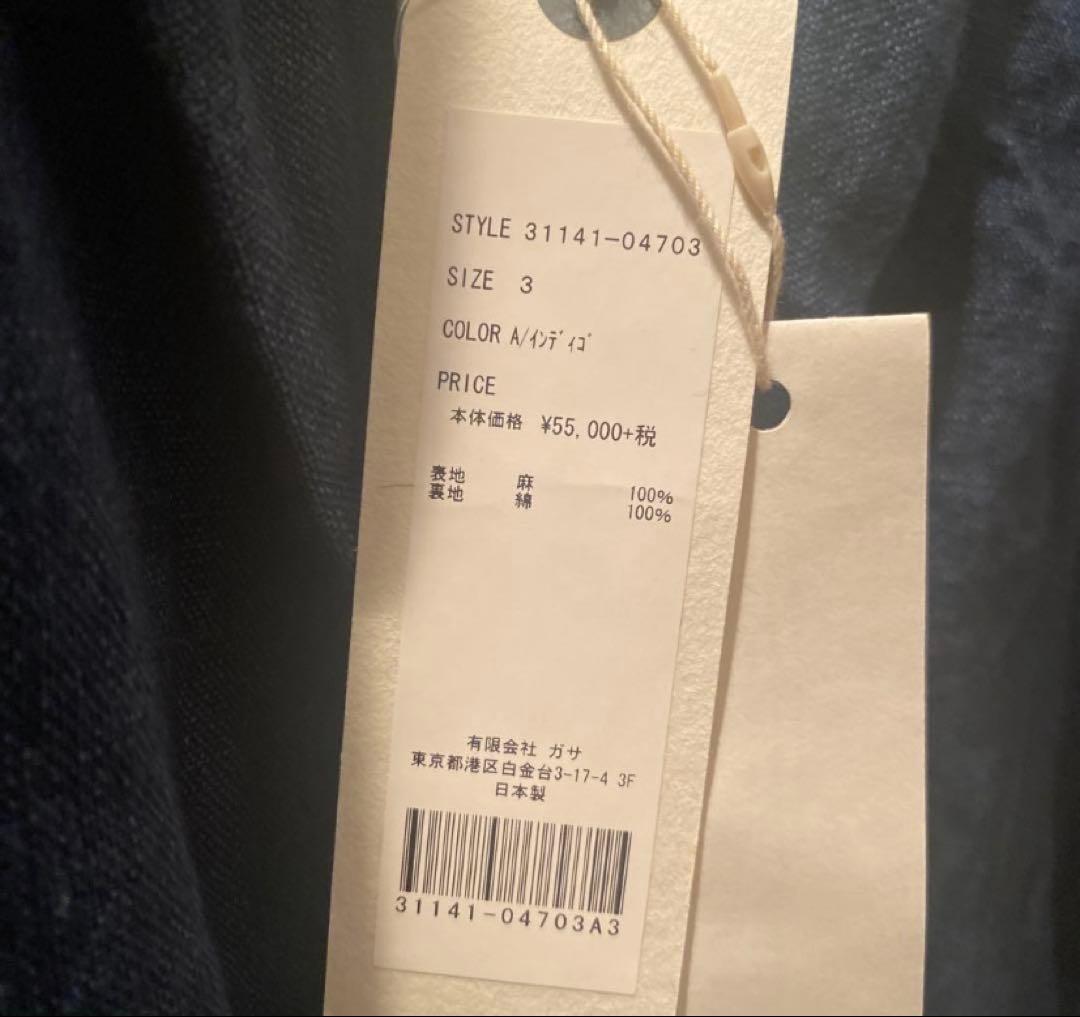 STYLE 31141-04703
SIZE 3
COLOR A/ｲﾝﾃﾞｨｺﾞ
PRICE
本体価格 ¥55,000+税
表地 麻 100%
裏地 綿 100%
有限会社 ガサ
東京都港区白金台3-17-4 3F
日本製
31141-04703A3